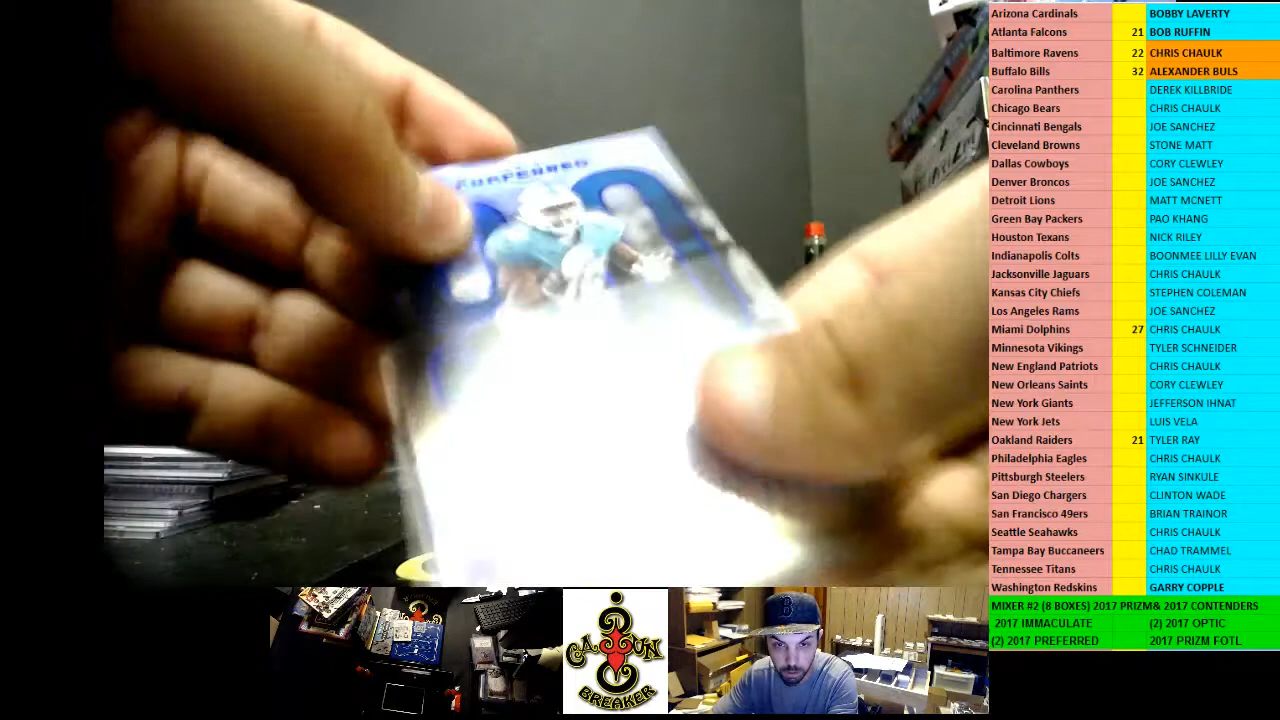 PREFERRED
Arizona Cardinals BOBBY LAVERTY
Atlanta Falcons 21 BOB RUFFIN
Baltimore Ravens 22 CHRIS CHAULK
Buffalo Bills 32 ALEXANDER BULS
Carolina Panthers DEREK KILLBRIDE
Chicago Bears CHRIS CHAULK
Cincinnati Bengals JOE SANCHEZ
Cleveland Browns STONE MATT
Dallas Cowboys CORY CLEWLEY
Denver Broncos JOE SANCHEZ
Detroit Lions MATT MCNETT
Green Bay Packers PAO KHANG
Houston Texans NICK RILEY
Indianapolis Colts BOONMEE LILLY EVAN
Jacksonville Jaguars CHRIS CHAULK
Kansas City Chiefs STEPHEN COLEMAN
Los Angeles Rams JOE SANCHEZ
Miami Dolphins 27 CHRIS CHAULK
Minnesota Vikings TYLER SCHNEIDER
New England Patriots CHRIS CHAULK
New Orleans Saints CORY CLEWLEY
New York Giants JEFFERSON IHNAT
New York Jets LUIS VELA
Oakland Raiders 21 TYLER RAY
Philadelphia Eagles CHRIS CHAULK
Pittsburgh Steelers RYAN SINKULE
San Diego Chargers CLINTON WADE
San Francisco 49ers BRIAN TRAINOR
Seattle Seahawks CHRIS CHAULK
Tampa Bay Buccaneers CHAD TRAMMEL
Tennessee Titans CHRIS CHAULK
Washington Redskins GARRY COPPLE
MIXER #2 (8 BOXES) 2017 PRIZM& 2017 CONTENDERS
2017 IMMACULATE (2) 2017 OPTIC
(2) 2017 PREFERRED 2017 PRIZM FOTL
CAJUN
BREAKER
B